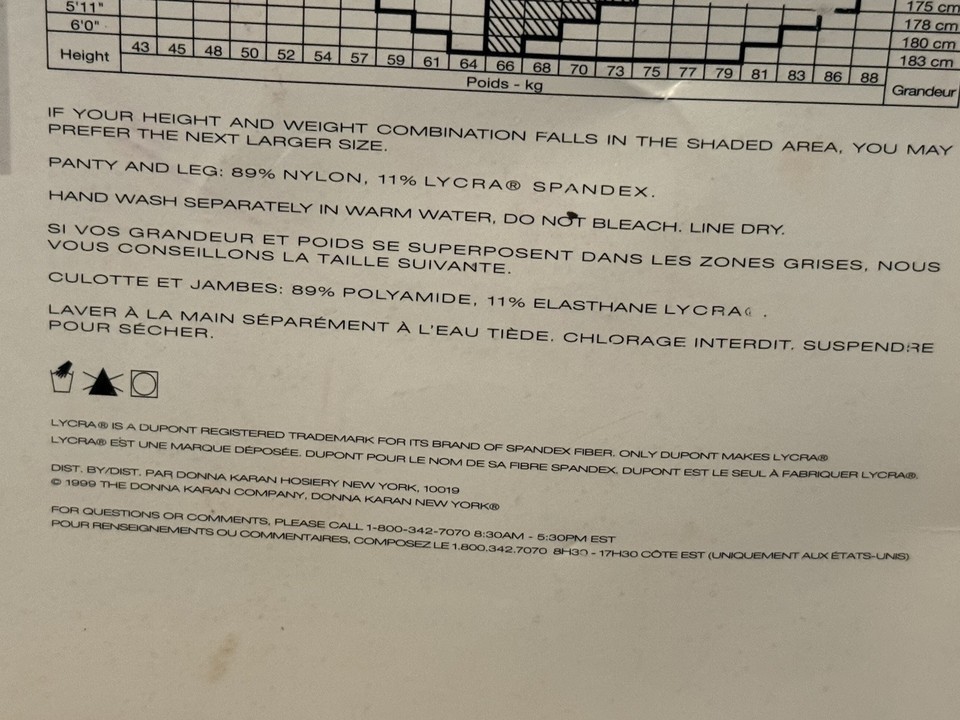 5'11" 175 cm
6'0" 178 cm
180 cm
Height 43 45 48 50 52 54 57 59 61 64 66 68 70 73 75 77 79 81 83 86 88 183 cm
Poids - kg Grandeur
IF YOUR HEIGHT AND WEIGHT COMBINATION FALLS IN THE SHADED AREA, YOU MAY
PREFER THE NEXT LARGER SIZE.
PANTY AND LEG: 89% NYLON, 11% LYCRA® SPANDEX.
HAND WASH SEPARATELY IN WARM WATER, DO NOT BLEACH. LINE DRY.
SI VOS GRANDEUR ET POIDS SE SUPERPOSENT DANS LES ZONES GRISES, NOUS
VOUS CONSEILLONS LA TAILLE SUIVANTE.
CULOTTE ET JAMBES: 89% POLYAMIDE, 11% ELASTHANE LYCRA® .
LAVER À LA MAIN SÉPARÉMENT À L'EAU TIÈDE. CHLORAGE INTERDIT. SUSPENDRE
POUR SÉCHER.
LYCRA® IS A DUPONT REGISTERED TRADEMARK FOR ITS BRAND OF SPANDEX FIBER. ONLY DUPONT MAKES LYCRA®
LYCRA® EST UNE MARQUE DÉPOSÉE. DUPONT POUR LE NOM DE SA FIBRE SPANDEX. DUPONT EST LE SEUL À FABRIQUER LYCRA®.
DIST. BY/DIST. PAR DONNA KARAN HOSIERY NEW YORK, 10019
© 1999 THE DONNA KARAN COMPANY, DONNA KARAN NEW YORK®
FOR QUESTIONS OR COMMENTS, PLEASE CALL 1-800-342-7070 8:30AM - 5:30PM EST
POUR RENSEIGNEMENTS OU COMMENTAIRES, COMPOSEZ LE 1.800.342.7070 8H30 - 17H30 CÔTE EST (UNIQUEMENT AUX ÉTATS-UNIS)